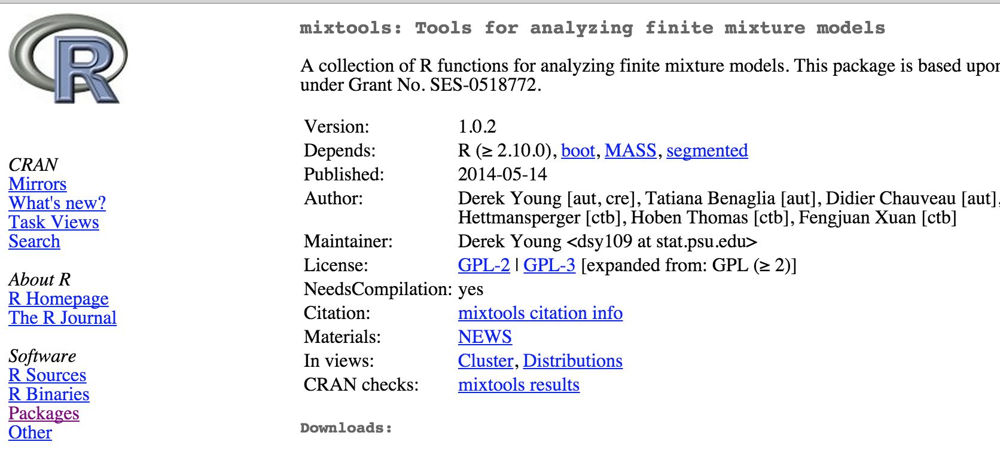 R
CRAN
Mirrors
What's new?
Task Views
Search
About R
R Homepage
The R Journal
Software
R Sources
R Binaries
Packages
Other
mixtools: Tools for analyzing finite mixture models
A collection of R functions for analyzing finite mixture models. This package is based upon
under Grant No. SES-0518772.
Version: 1.0.2
Depends: R (≥ 2.10.0), boot, MASS, segmented
Published: 2014-05-14
Author: Derek Young [aut, cre], Tatiana Benaglia [aut], Didier Chauveau [aut],
Hettmansperger [ctb], Hoben Thomas [ctb], Fengjuan Xuan [ctb]
Maintainer: Derek Young <dsy109 at stat.psu.edu>
License: GPL-2 | GPL-3 [expanded from: GPL (≥ 2)]
NeedsCompilation: yes
Citation: mixtools citation info
Materials: NEWS
In views: Cluster, Distributions
CRAN checks: mixtools results
Downloads: